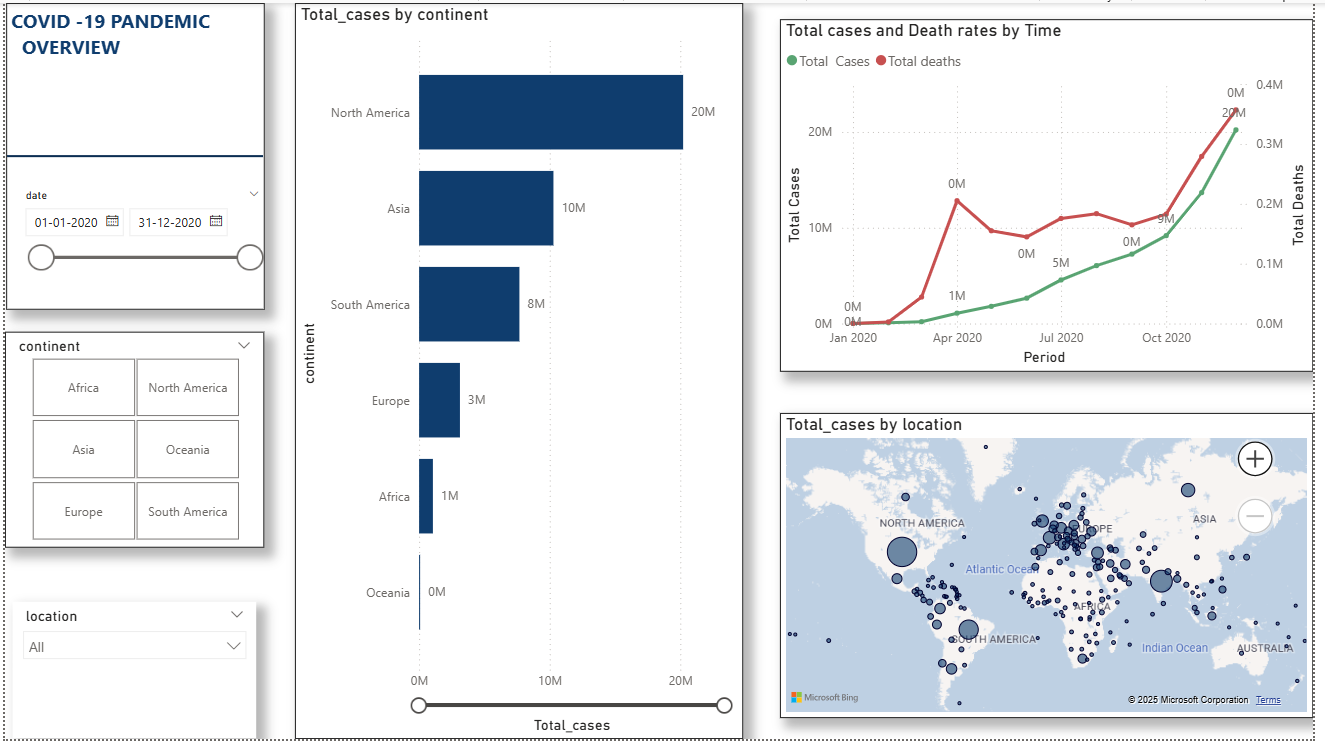 COVID -19 PANDEMIC
OVERVIEW
date
01-01-2020
31-12-2020
continent
Africa
North America
Asia
Oceania
Europe
South America
location
All
Total_cases by continent
continent
North America
20M
Asia
10M
South America
8M
Europe
3M
Africa
1M
Oceania
0M
0M
10M
20M
Total_cases
Total cases and Death rates by Time
Total Cases
Total deaths
Total Cases
20M
10M
0M
0M
0M
0M
1M
0M
5M
0M
9M
0M
20M
0.4M
0.3M
0.2M
0.1M
0.0M
Total Deaths
Jan 2020
Apr 2020
Jul 2020
Oct 2020
Period
Total_cases by location
NORTH AMERICA
EUROPE
ASIA
Atlantic Ocean
AFRICA
SOUTH AMERICA
Indian Ocean
AUSTRALIA
Microsoft Bing
© 2025 Microsoft Corporation Terms